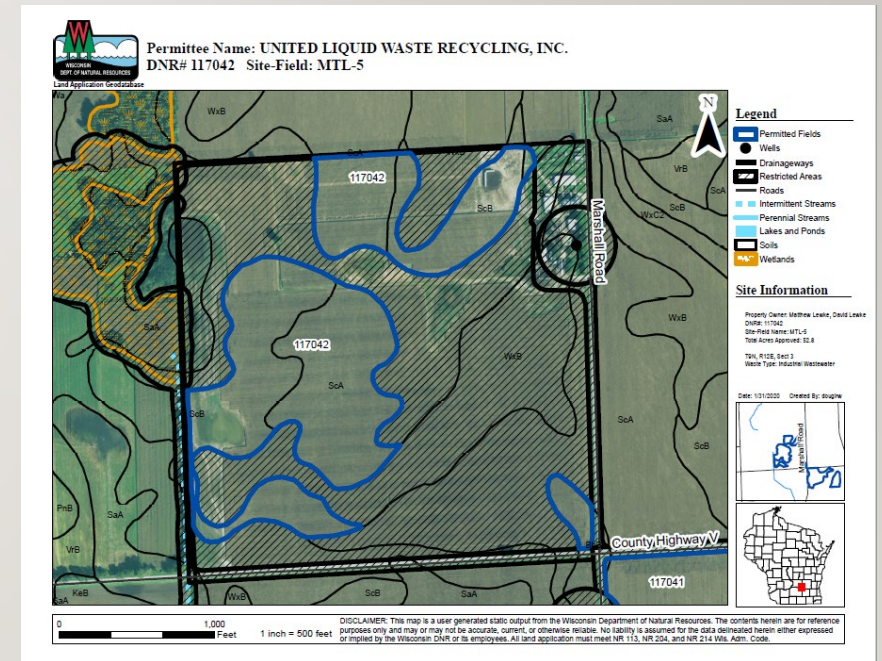 WISCONSIN
DEPT. OF NATURAL RESOURCES
Land Application Geodatabase
Permittee Name: UNITED LIQUID WASTE RECYCLING, INC.
DNR# 117042 Site-Field: MTL-5
N
WxB
SaA
VrB
ScA
ScB
WxC2
117042
ScB
Marshall Road
WxB
SaA
117042
WxB
ScA
ScB
ScA
ScB
PnB
SaA
VrB
County Highway V
117041
KeB
SaA
WxB
ScB
SaA
Legend
Permitted Fields
Wells
Drainageways
Restricted Areas
Roads
Intermittent Streams
Perennial Streams
Lakes and Ponds
Soils
Wetlands
Site Information
Property Owner: Matthew Lewke, David Lewke
DNR#: 117042
Site-Field Name: MTL-5
Total Acres Approved: 52.8
Sect 3
Waste Type: Industrial Wastewater
Date: 1/31/2020 Created By:
Marshall Road
0 1,000
Feet
1 inch = 500 feet
DISCLAIMER: This map is a user generated static output from the Wisconsin Department of Natural Resources. The contents herein are for reference
purposes only and may or may not be accurate, current, or otherwise reliable. No liability is assumed for the data delineated herein either expressed
or implied by the Wisconsin DNR or its employees. All land application must meet NR 113, NR 204, and NR 214 Wis. Adm. Code.